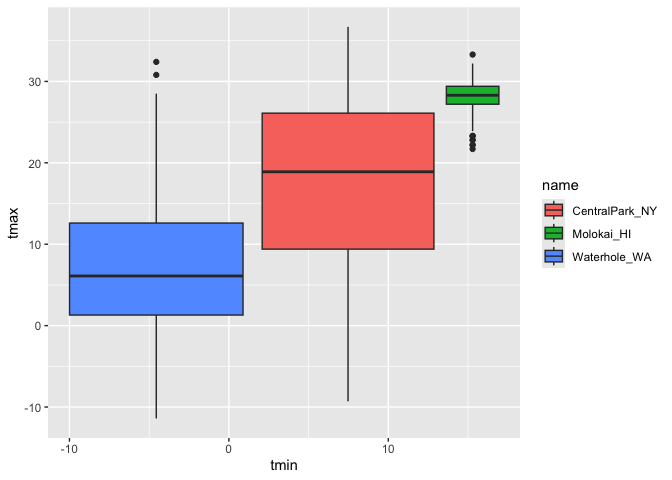 30
20
10
0
-10
tmax
-10 0 10
tmin
name
CentralPark_NY
Molokai_HI
Waterhole_WA